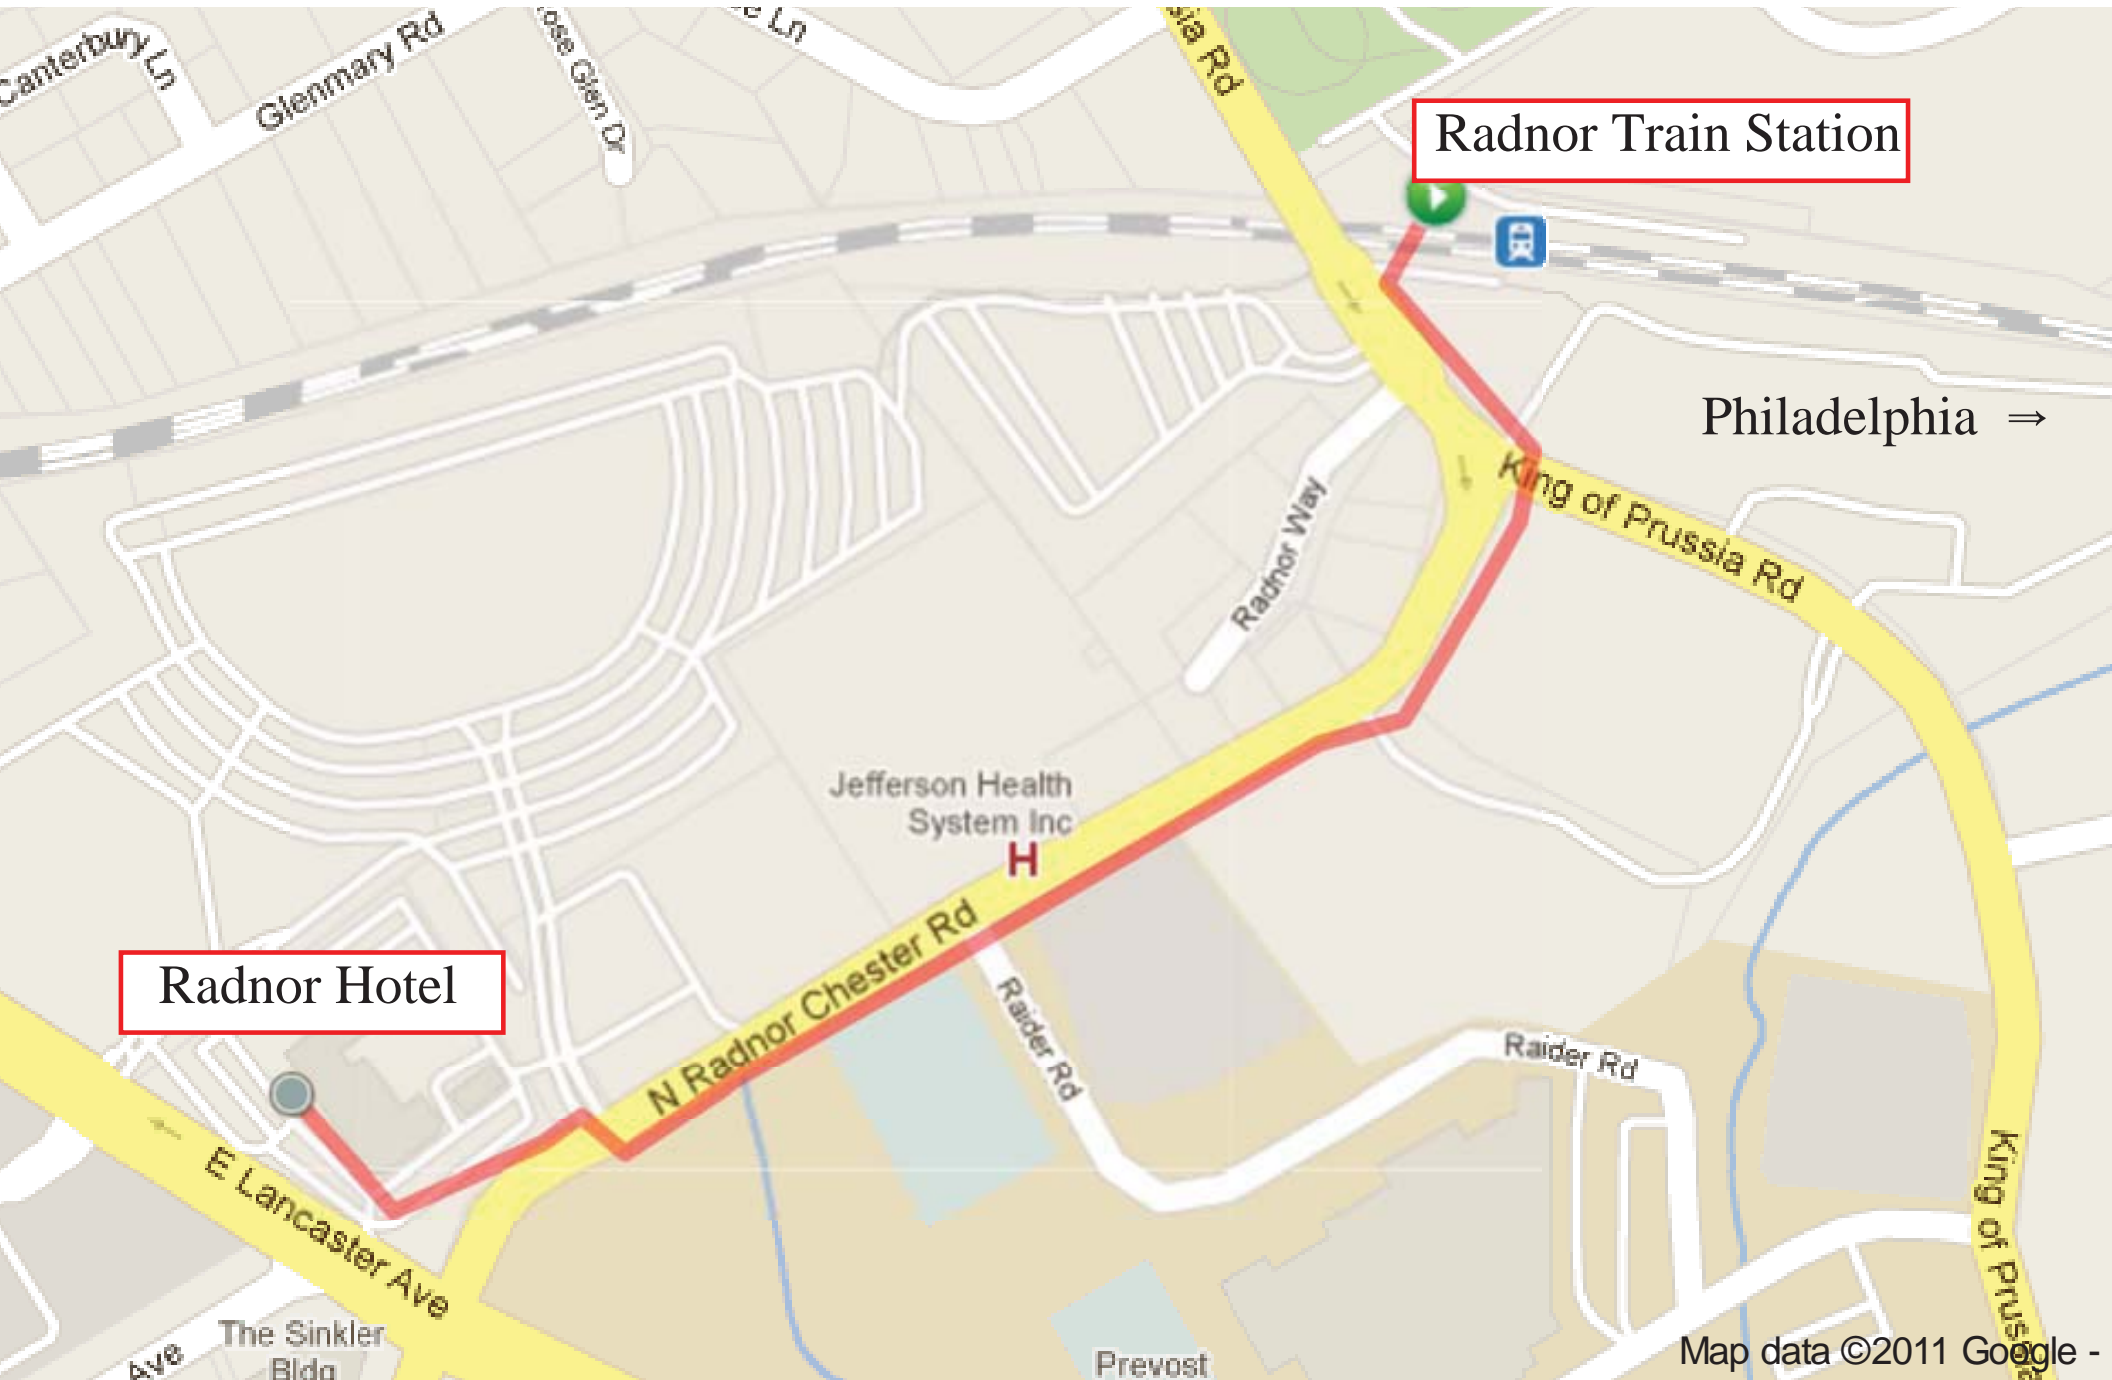 Canterbury Ln
Glenmary Rd
ose Glen Dr
e Ln
sia Rd
Radnor Train Station
Philadelphia ⇒
King of Prussia Rd
Radnor Way
Jefferson Health
System Inc
H
N Radnor Chester Rd
Radnor Hotel
Raider Rd
Raider Rd
E Lancaster Ave
King of Prussia
The Sinkler
Bldg
Ave
Prevost
Map data ©2011 Google -